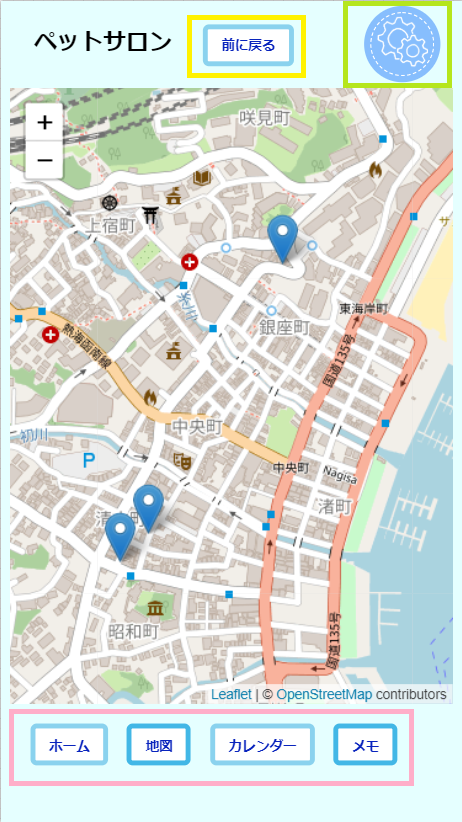 ペットサロン
前に戻る
+
−
咲見町
上宿町
糸川
サ
東海岸町
銀座町
国道135号
熱海函南線
中央町
初川
P
中央町
Nagisa
渚町
昭和町
国道135号
Leaflet | © OpenStreetMap contributors
ホーム
地図
カレンダー
メモ